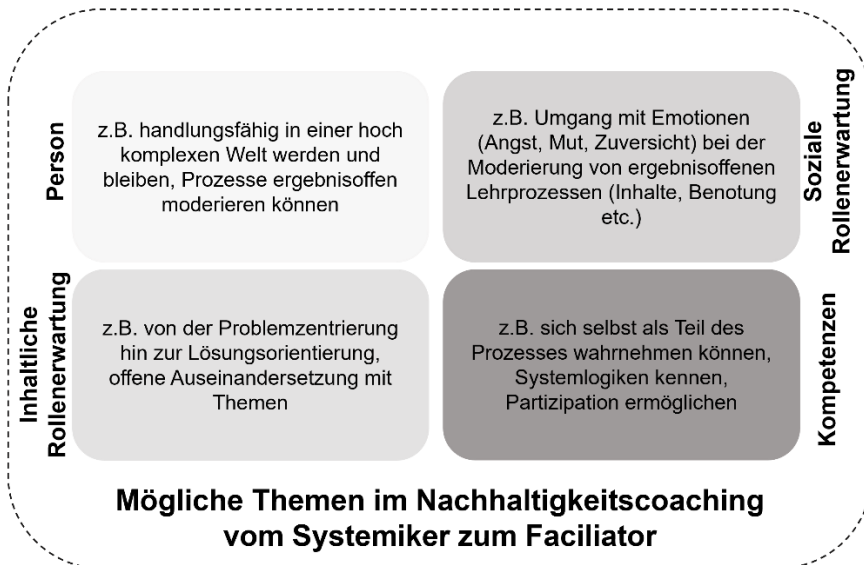 Person
z.B. handlungsfähig in einer hoch
komplexen Welt werden und
bleiben, Prozesse ergebnisoffen
moderieren können
z.B. Umgang mit Emotionen
(Angst, Mut, Zuversicht) bei der
Moderierung von ergebnisoffenen
Lehrprozessen (Inhalte, Benotung
etc.)
Soziale
Rollenerwartung
Inhaltliche
Rollenerwartung
z.B. von der Problemzentrierung
hin zur Lösungsorientierung,
offene Auseinandersetzung mit
Themen
z.B. sich selbst als Teil des
Prozesses wahrnehmen können,
Systemlogiken kennen,
Partizipation ermöglichen
Kompetenzen
Mögliche Themen im Nachhaltigkeitscoaching
vom Systemiker zum Faciliator